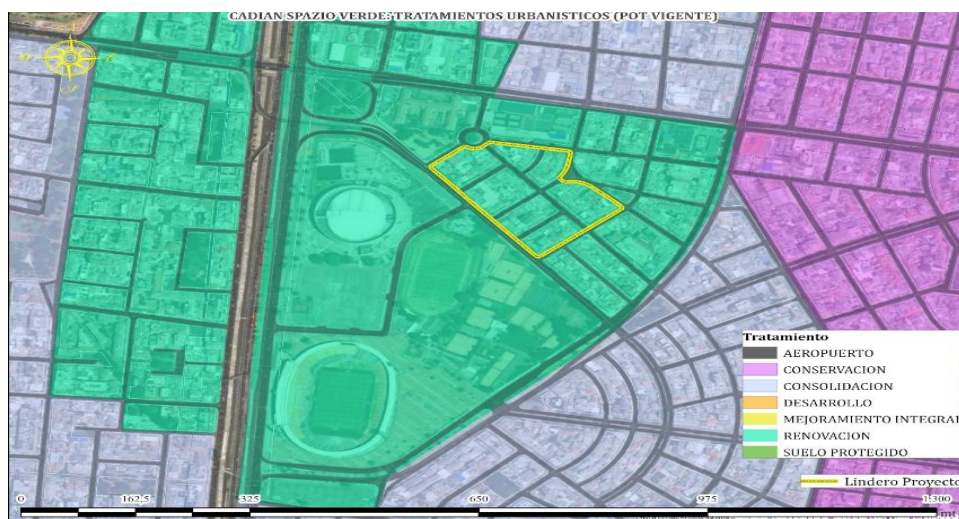 CADIAN SPAZIO VERDE: TRATAMIENTOS URBANISTICOS (POT VIGENTE)
Tratamiento
AEROPUERTO
CONSERVACION
CONSOLIDACION
DESARROLLO
MEJORAMIENTO INTEGRAL
RENOVACION
SUELO PROTEGIDO
Lindero Proyecto
0 162,5 325 650 975 1.300
mt